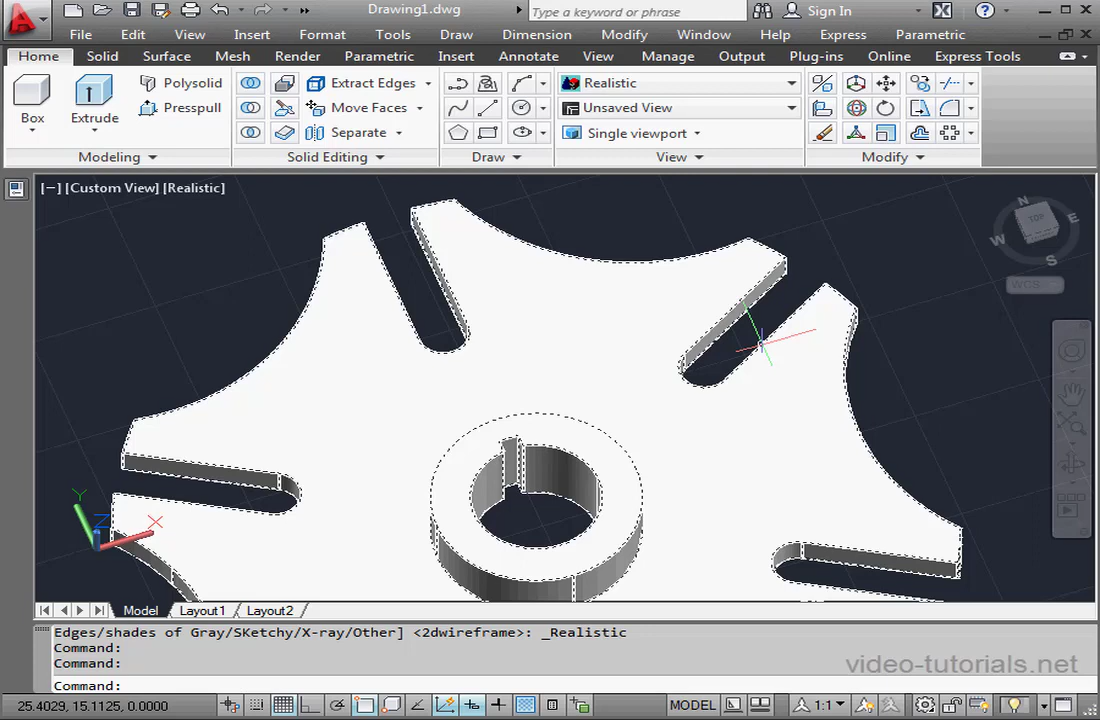 Drawing1.dwg
Type a keyword or phrase
Sign In
File Edit View Insert Format Tools Draw Dimension Modify Window Help Express Parametric
Home Solid Surface Mesh Render Parametric Insert Annotate View Manage Plug-ins Online Output Express Tools
Box
Extrude
Polysolid
Presspull
Modeling
Extract Edges
Move Faces
Separate
Solid Editing
Draw
Realistic
Unsaved View
Single viewport
View
Modify
[−] [Custom View] [Realistic]
N
W TOP E
S
WCS
Y
Z X
Model Layout1 Layout2
Edges/shades of Gray/SKetchy/X-ray/Other] <2dwireframe>: _Realistic
Command:
Command:
video-tutorials.net
Command:
25.4029, 15.1125, 0.0000
MODEL
1:1